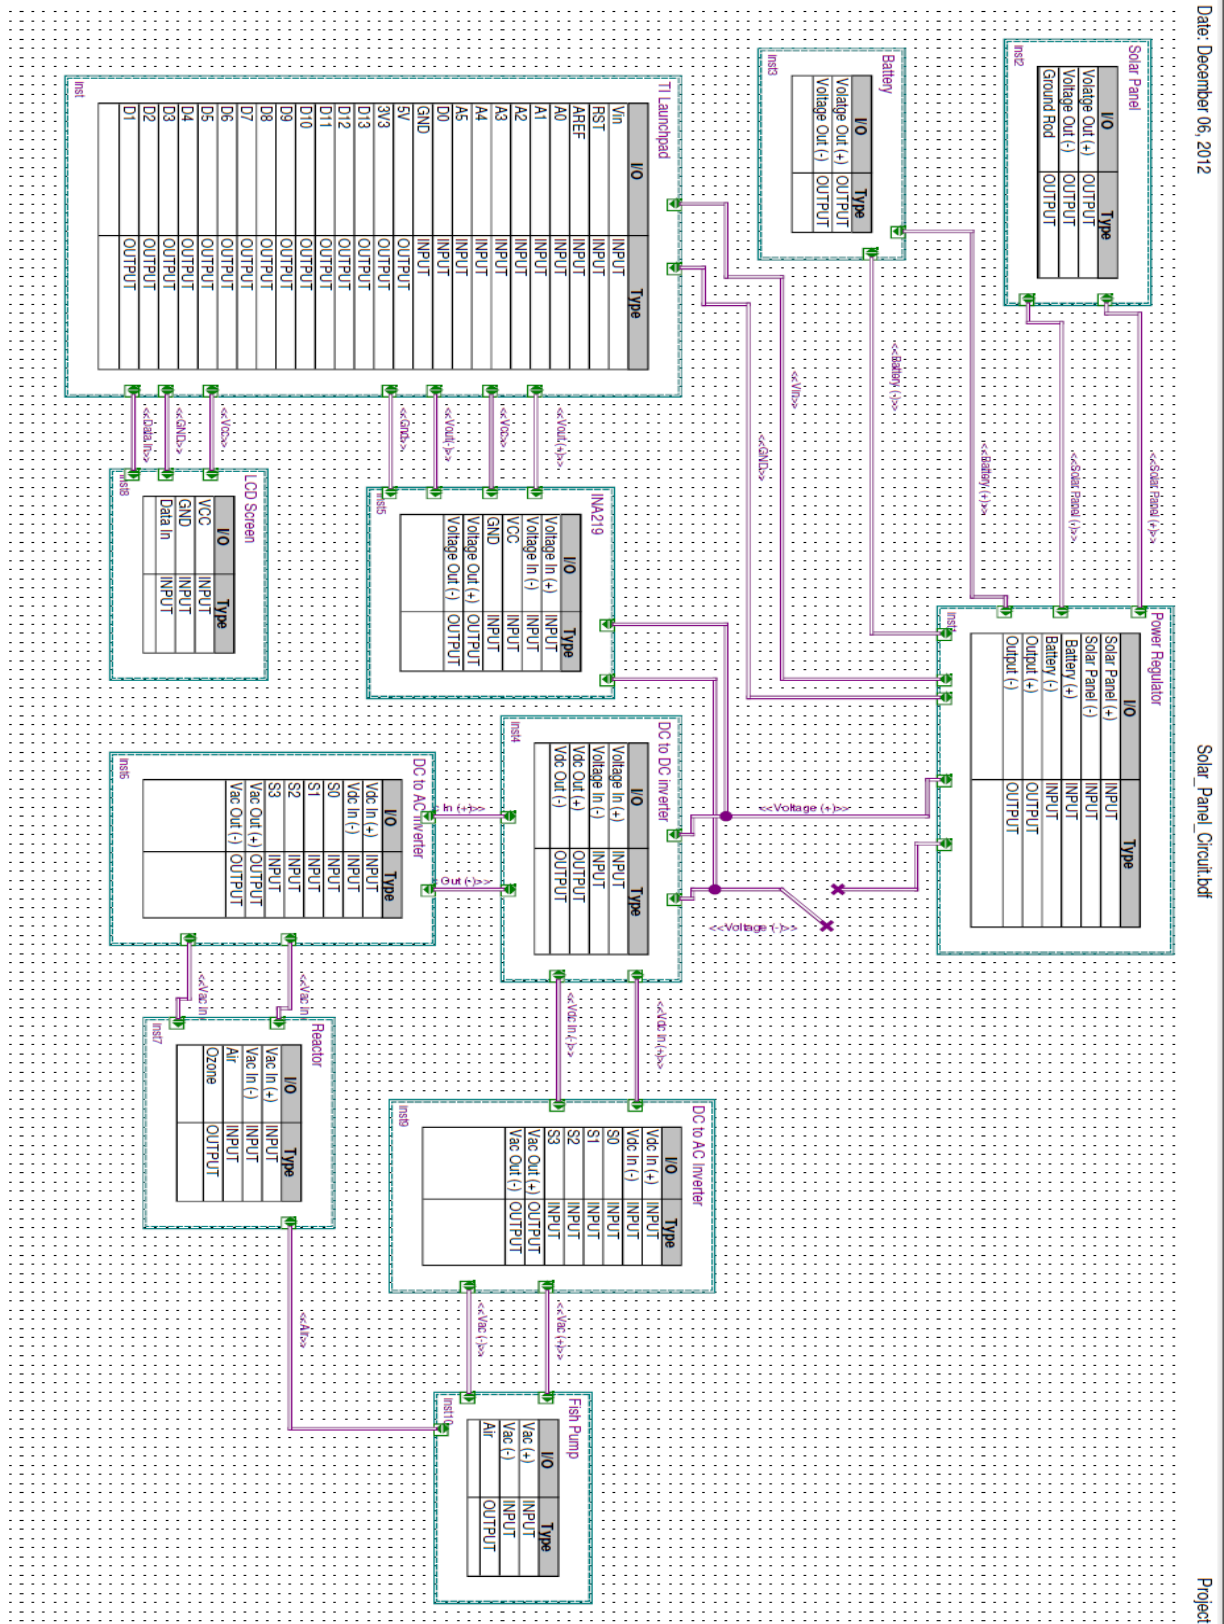 Date: December 06, 2012
Solar_Panel_Circuit.bdf
Project
Solar Panel
I/O Type
Volatge Out (+) OUTPUT
Voltage Out (-) OUTPUT
Ground Rod OUTPUT
inst2
<<Solar Panel (+)>>
<<Solar Panel (-)>>
Power Regulator
I/O Type
Solar Panel (+) INPUT
Solar Panel (-) INPUT
Battery (+) INPUT
Battery (-) INPUT
Output (+) OUTPUT
Output (-) OUTPUT
Battery
I/O Type
Volatge Out (+) OUTPUT
Voltage Out (-) OUTPUT
inst3
<<Battery (+)>>
<<Battery (-)>>
<<Vin>>
<<GND>>
<<Voltage (+)>>
<<Voltage (-)>>
TI Launchpad
I/O Type
Vin INPUT
RST INPUT
AREF INPUT
A0 INPUT
A1 INPUT
A2 INPUT
A3 INPUT
A4 INPUT
A5 INPUT
D0 INPUT
GND INPUT
5V OUTPUT
3V3 OUTPUT
D13 OUTPUT
D12 OUTPUT
D11 OUTPUT
D10 OUTPUT
D9 OUTPUT
D8 OUTPUT
D7 OUTPUT
D6 OUTPUT
D5 OUTPUT
D4 OUTPUT
D3 OUTPUT
D2 OUTPUT
D1 OUTPUT
inst
<<Vout (+)>>
<<Vcc>>
<<Vout(-)>>
<<Gnd>>
<<Vcc>>
<<GND>>
<<Data In>>
INA219
I/O Type
Voltage In (+) INPUT
Voltage In (-) INPUT
VCC INPUT
GND INPUT
Voltage Out (+) OUTPUT
Voltage Out (-) OUTPUT
inst5
LCD Screen
I/O Type
VCC INPUT
GND INPUT
Data In INPUT
inst8
DC to DC inverter
I/O Type
Voltage In (+) INPUT
Voltage In (-) INPUT
Vdc Out (+) OUTPUT
Vdc Out (-) OUTPUT
inst4
In (+)>>
Out (-)>>
<<Vdc In (+)>>
<<Vdc In (-)>>
DC to AC Inverter
I/O Type
Vdc In (+) INPUT
Vdc In (-) INPUT
S0 INPUT
S1 INPUT
S2 INPUT
S3 INPUT
Vac Out (+) OUTPUT
Vac Out (-) OUTPUT
inst6
<<Vac In
<<Vac In
DC to AC Inverter
I/O Type
Vdc In (+) INPUT
Vdc In (-) INPUT
S0 INPUT
S1 INPUT
S2 INPUT
S3 INPUT
Vac Out (+) OUTPUT
Vac Out (-) OUTPUT
inst9
<<Vac (+)>>
<<Vac (-)>>
Reactor
I/O Type
Vac In (+) INPUT
Vac In (-) INPUT
Air INPUT
Ozone OUTPUT
inst7
<<Air>>
Fish Pump
I/O Type
Vac (+) INPUT
Vac (-) INPUT
Air OUTPUT
inst10